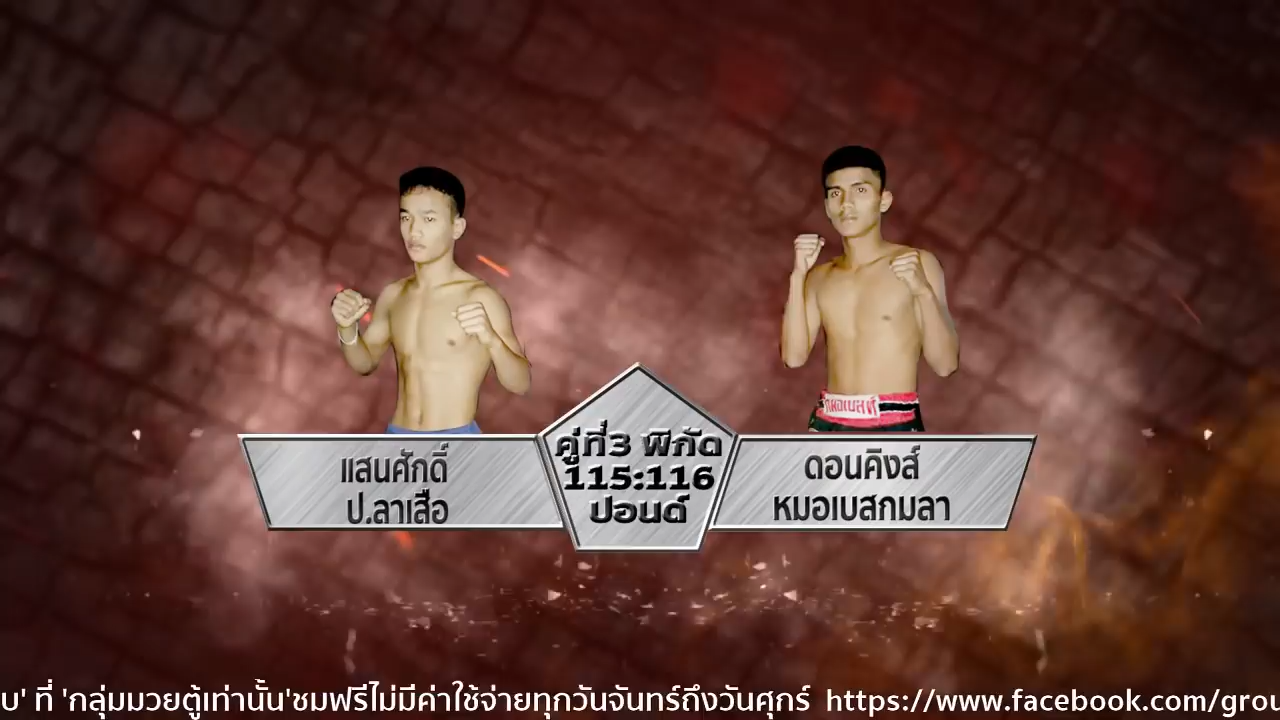 แสนศักดิ์
ป.ลาเสือ
คู่ที่3 พิกัด
115:116
ปอนด์
ดอนคิงส์
หมอเบสกมลา
บ' ที่ 'กลุ่มมวยตู้เท่านั้น'ชมฟรีไม่มีค่าใช้จ่ายทุกวันจันทร์ถึงวันศุกร์ https://www.facebook.com/grou